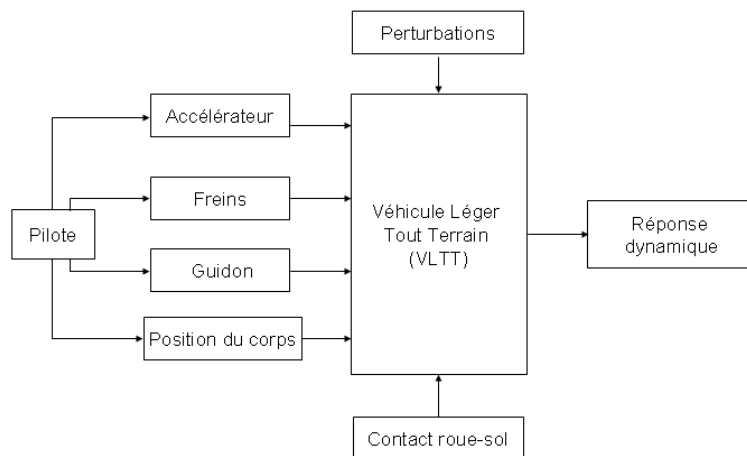 Perturbations
Accélérateur
Freins
Pilote
Guidon
Position du corps
Véhicule Léger
Tout Terrain
(VLTT)
Réponse
dynamique
Contact roue-sol